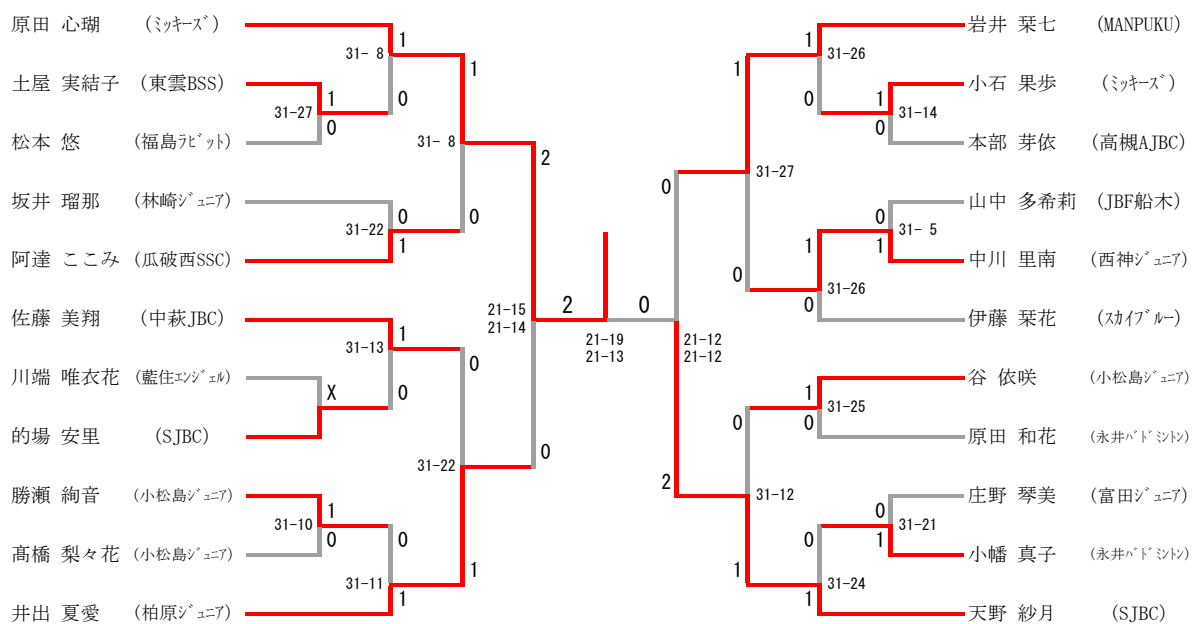 原田 心瑚 (ﾐｯｷｰｽﾞ)
土屋 実結子 (東雲BSS)
松本 悠 (福島ﾗﾋﾞｯﾄ)
坂井 瑠那 (林崎ｼﾞｭﾆｱ)
阿達 ここみ (瓜破西SSC)
佐藤 美翔 (中萩JBC)
川端 唯衣花 (藍住ｴﾝｼﾞｪﾙ)
的場 安里 (SJBC)
勝瀬 絢音 (小松島ｼﾞｭﾆｱ)
髙橋 梨々花 (小松島ｼﾞｭﾆｱ)
井出 夏愛 (柏原ｼﾞｭﾆｱ)
31- 8
1
0
31-27
1
0
31- 8
1
0
31-22
0
1
2
0
21-15
21-14
31-13
1
0
X
31-22
0
1
31-10
1
0
31-11
0
1
2
0
21-19
21-13
21-12
21-12
0
2
1
31-26
0
1
31-14
0
1
31-27
0
0
31- 5
1
1
31-26
0
1
31-25
0
0
31-12
1
0
31-21
1
0
31-24
1
岩井 栞七 (MANPUKU)
小石 果歩 (ﾐｯｷｰｽﾞ)
本部 芽依 (高槻AJBC)
山中 多希莉 (JBF船木)
中川 里南 (西神ｼﾞｭﾆｱ)
伊藤 栞花 (ｽｶｲﾌﾞﾙｰ)
谷 依咲 (小松島ｼﾞｭﾆｱ)
原田 和花 (永井ﾊﾞﾄﾞﾐﾝﾄﾝ)
庄野 琴美 (富田ｼﾞｭﾆｱ)
小幡 真子 (永井ﾊﾞﾄﾞﾐﾝﾄﾝ)
天野 紗月 (SJBC)